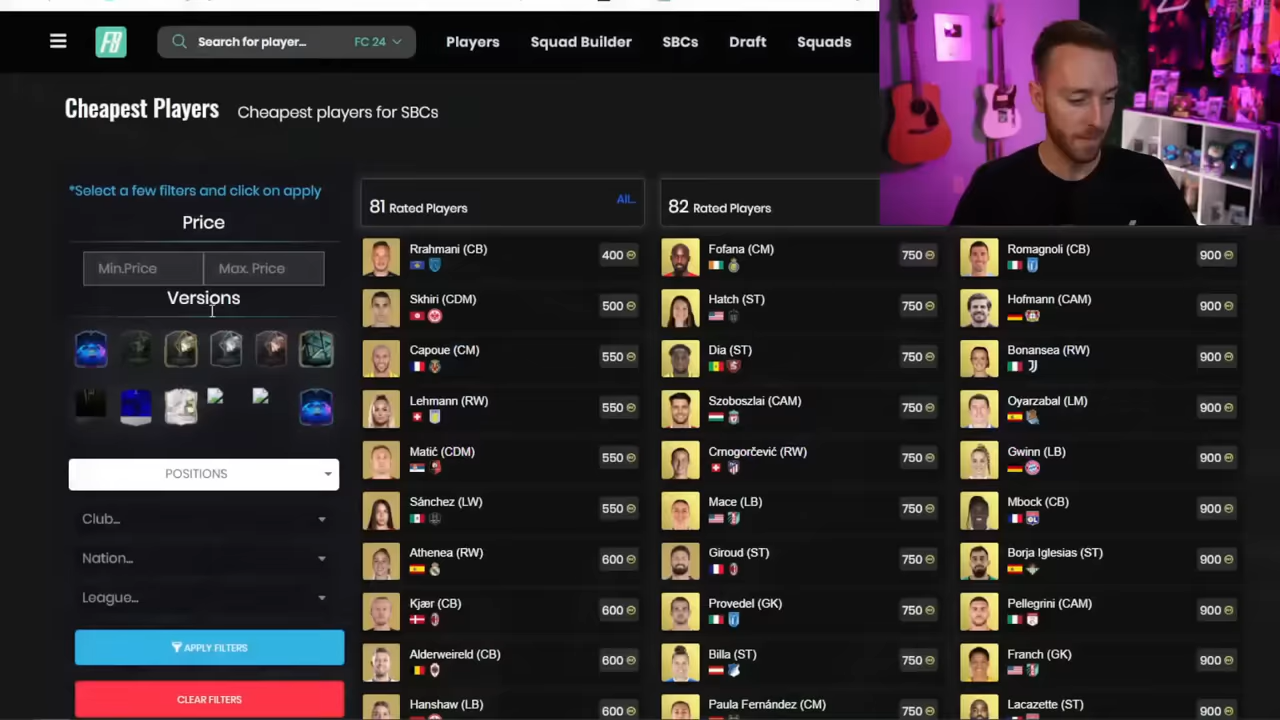 FB
Search for player...
FC 24
Players
Squad Builder
SBCs
Draft
Squads
Cheapest Players
Cheapest players for SBCs
*Select a few filters and click on apply
Price
Min.Price
Max. Price
Versions
POSITIONS
Club...
Nation...
League...
APPLY FILTERS
CLEAR FILTERS
81 Rated Players
All...
Rrahmani (CB)
400
Skhiri (CDM)
500
Capoue (CM)
550
Lehmann (RW)
550
Matić (CDM)
550
Sánchez (LW)
550
Athenea (RW)
600
Kjær (CB)
600
Alderweireld (CB)
600
Hanshaw (LB)
600
82 Rated Players
Fofana (CM)
750
Hatch (ST)
750
Dia (ST)
750
Szoboszlai (CAM)
750
Crnogorčević (RW)
750
Mace (LB)
750
Giroud (ST)
750
Provedel (GK)
750
Billa (ST)
750
Paula Fernández (CM)
750
Romagnoli (CB)
900
Hofmann (CAM)
900
Bonansea (RW)
900
Oyarzabal (LM)
900
Gwinn (LB)
900
Mbock (CB)
900
Borja Iglesias (ST)
900
Pellegrini (CAM)
900
Franch (GK)
900
Lacazette (ST)
900